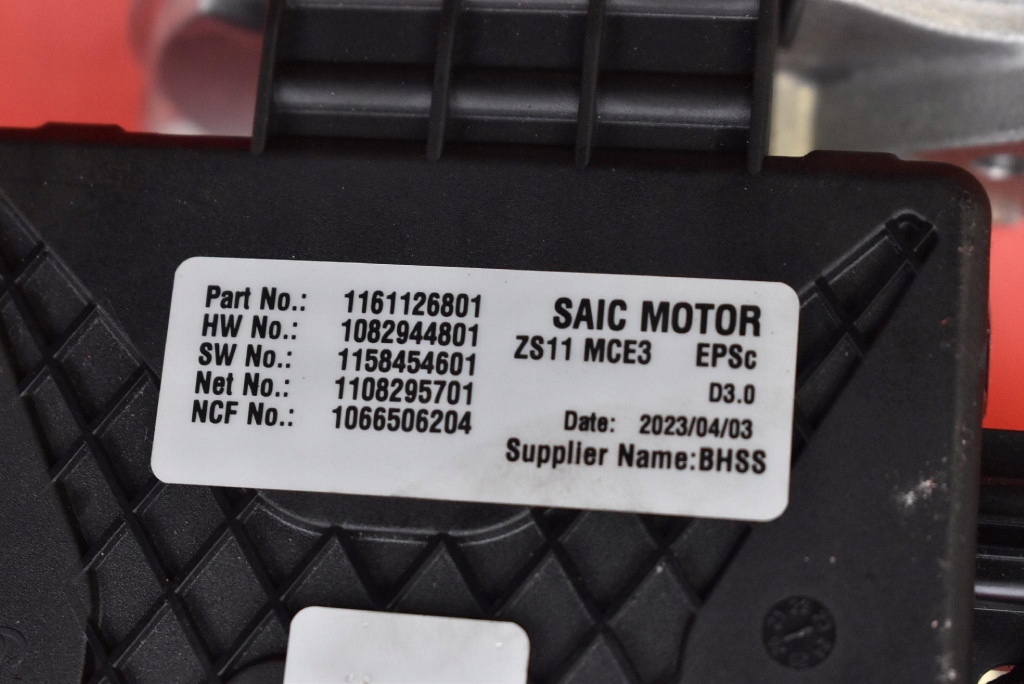 Part No.: 1161126801
HW No.: 1082944801
SW No.: 1158454601
Net No.: 1108295701
NCF No.: 1066506204
SAIC MOTOR
ZS11 MCE3 EPSc
D3.0
Date: 2023/04/03
Supplier Name:BHSS